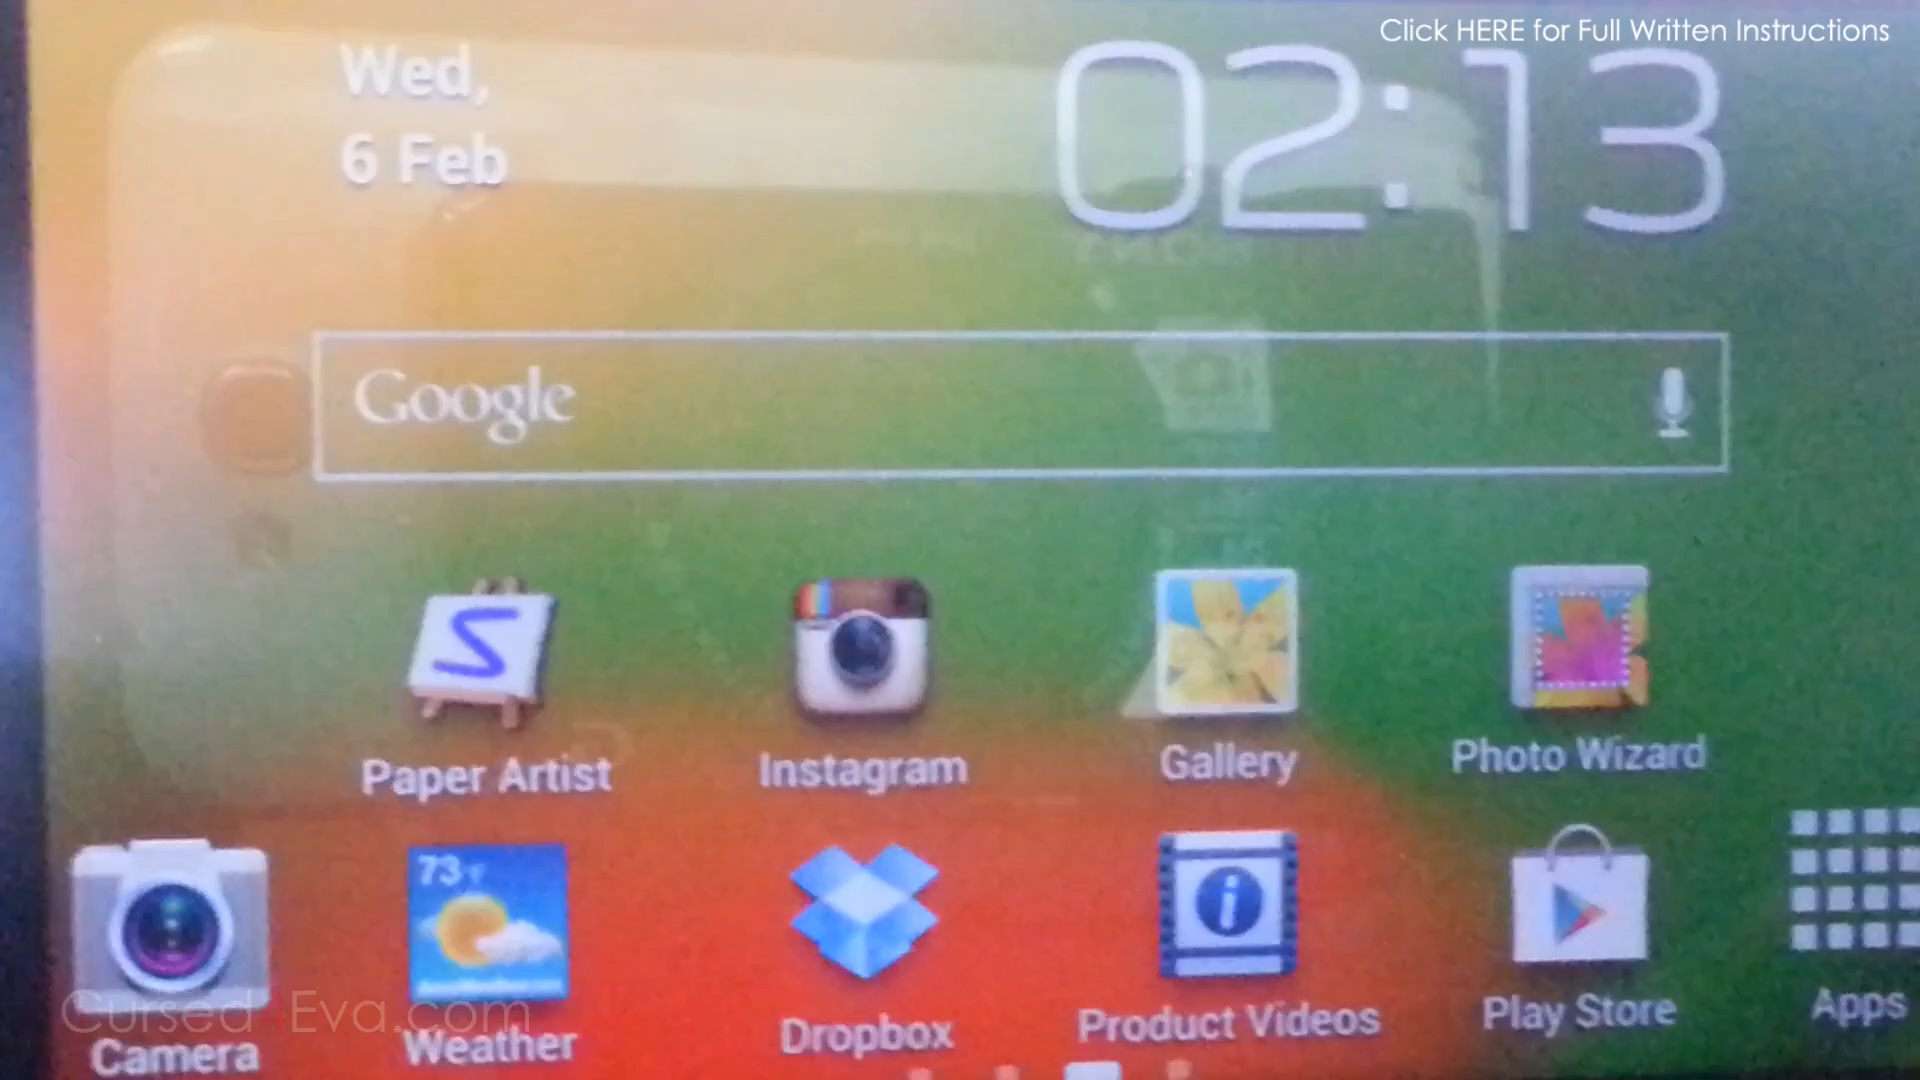 Click HERE for Full Written Instructions
Wed,
6 Feb
02:13
Google
Paper Artist
Instagram
Gallery
Photo Wizard
73°F
Camera
Weather
Dropbox
Product Videos
Play Store
Apps
Cursed4Eva.com